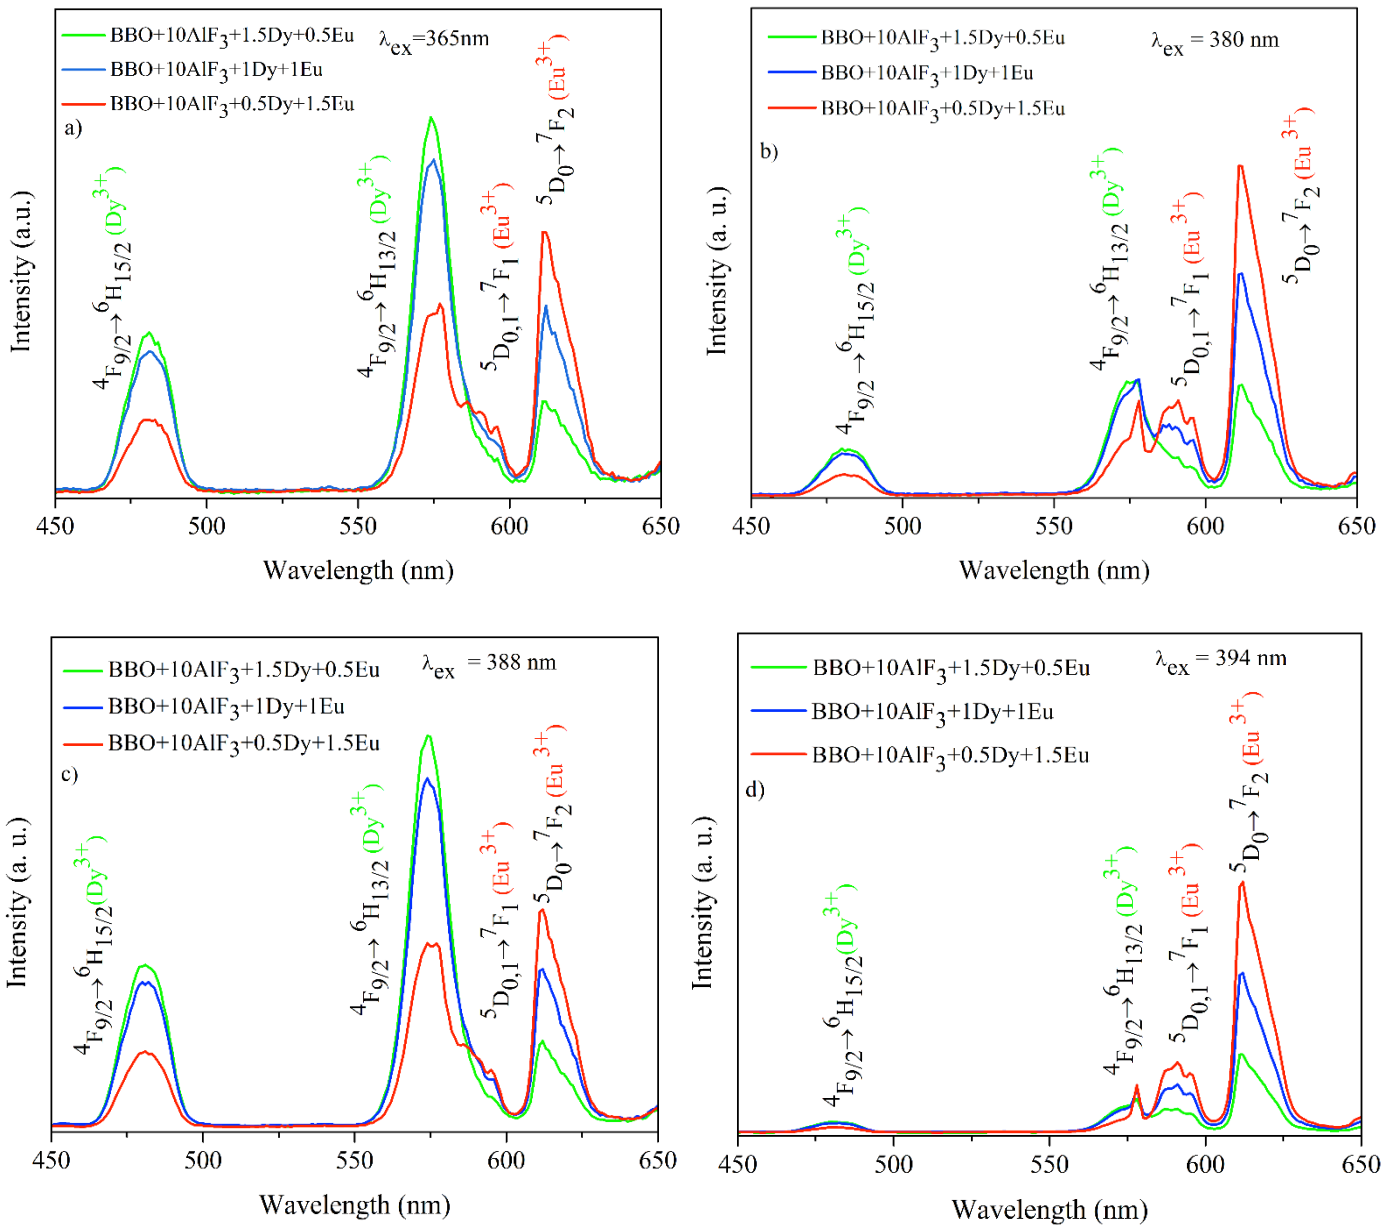 BBO+10AlF3+1.5Dy+0.5Eu
BBO+10AlF3+1Dy+1Eu
BBO+10AlF3+0.5Dy+1.5Eu
λex=365nm
a)
4F9/2→6H15/2 (Dy3+)
4F9/2→6H13/2 (Dy3+)
5D0,1→7F1 (Eu3+)
5D0→7F2 (Eu3+)
Intensity (a.u.)
450 500 550 600 650
Wavelength (nm)
BBO+10AlF3+1.5Dy+0.5Eu
BBO+10AlF3+1Dy+1Eu
BBO+10AlF3+0.5Dy+1.5Eu
λex = 380 nm
b)
4F9/2→6H15/2 (Dy3+)
4F9/2→6H13/2 (Dy3+)
5D0,1→7F1 (Eu3+)
5D0→7F2 (Eu3+)
Intensity (a. u.)
450 500 550 600 650
Wavelength (nm)
BBO+10AlF3+1.5Dy+0.5Eu
BBO+10AlF3+1Dy+1Eu
BBO+10AlF3+0.5Dy+1.5Eu
λex = 388 nm
c)
4F9/2→6H15/2(Dy3+)
4F9/2→6H13/2 (Dy3+)
5D0,1→7F1 (Eu3+)
5D0→7F2 (Eu3+)
Intensity (a. u.)
450 500 550 600 650
Wavelength (nm)
BBO+10AlF3+1.5Dy+0.5Eu
BBO+10AlF3+1Dy+1Eu
BBO+10AlF3+0.5Dy+1.5Eu
λex = 394 nm
d)
4F9/2→6H15/2(Dy3+)
4F9/2→6H13/2 (Dy3+)
5D0,1→7F1 (Eu3+)
5D0→7F2 (Eu3+)
Intensity (a. u.)
450 500 550 600 650
Wavelength (nm)